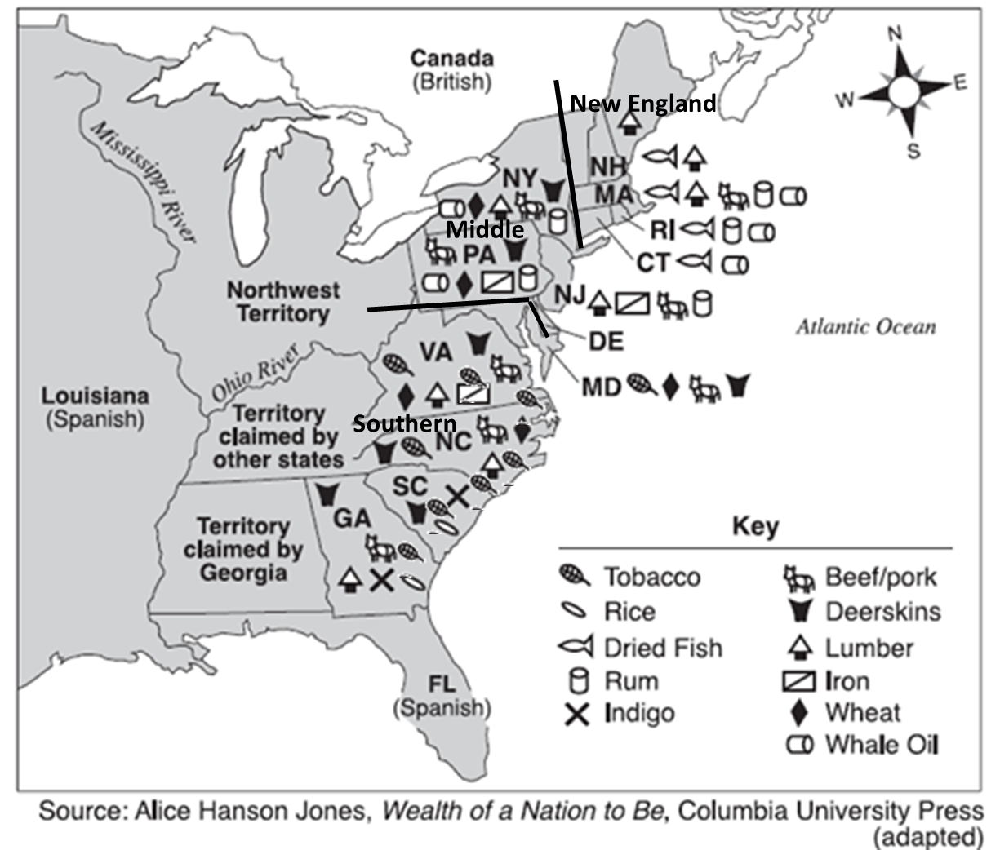 Canada
(British)
N
W
E
S
New England
Mississippi River
NH
NY
MA
Middle
RI
PA
CT
Northwest
Territory
NJ
Atlantic Ocean
DE
VA
Ohio River
MD
Louisiana
(Spanish)
Territory
claimed by
other states
Southern
NC
SC
GA
Territory
claimed by
Georgia
FL
(Spanish)
Key
Tobacco
Rice
Dried Fish
Rum
Indigo
Beef/pork
Deerskins
Lumber
Iron
Wheat
Whale Oil
Source: Alice Hanson Jones, Wealth of a Nation to Be, Columbia University Press
(adapted)